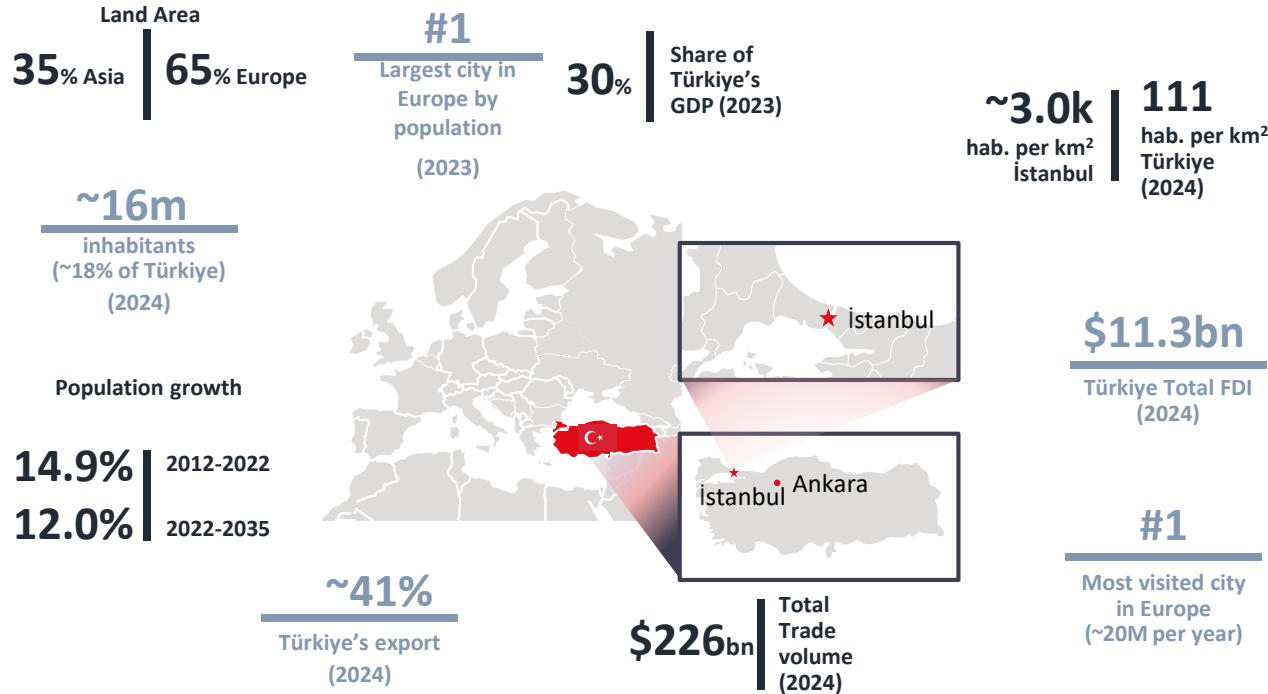 Land Area
35% Asia
65% Europe
#1
Largest city in
Europe by
population
(2023)
30%
Share of
Türkiye's
GDP (2023)
~3.0k
hab. per km²
İstanbul
111
hab. per km²
Türkiye
(2024)
~16m
inhabitants
(~18% of Türkiye)
(2024)
İstanbul
$11.3bn
Türkiye Total FDI
(2024)
Population growth
14.9%
2012-2022
12.0%
2022-2035
İstanbul
Ankara
#1
Most visited city
in Europe
(~20M per year)
~41%
Türkiye's export
(2024)
$226bn
Total
Trade
volume
(2024)